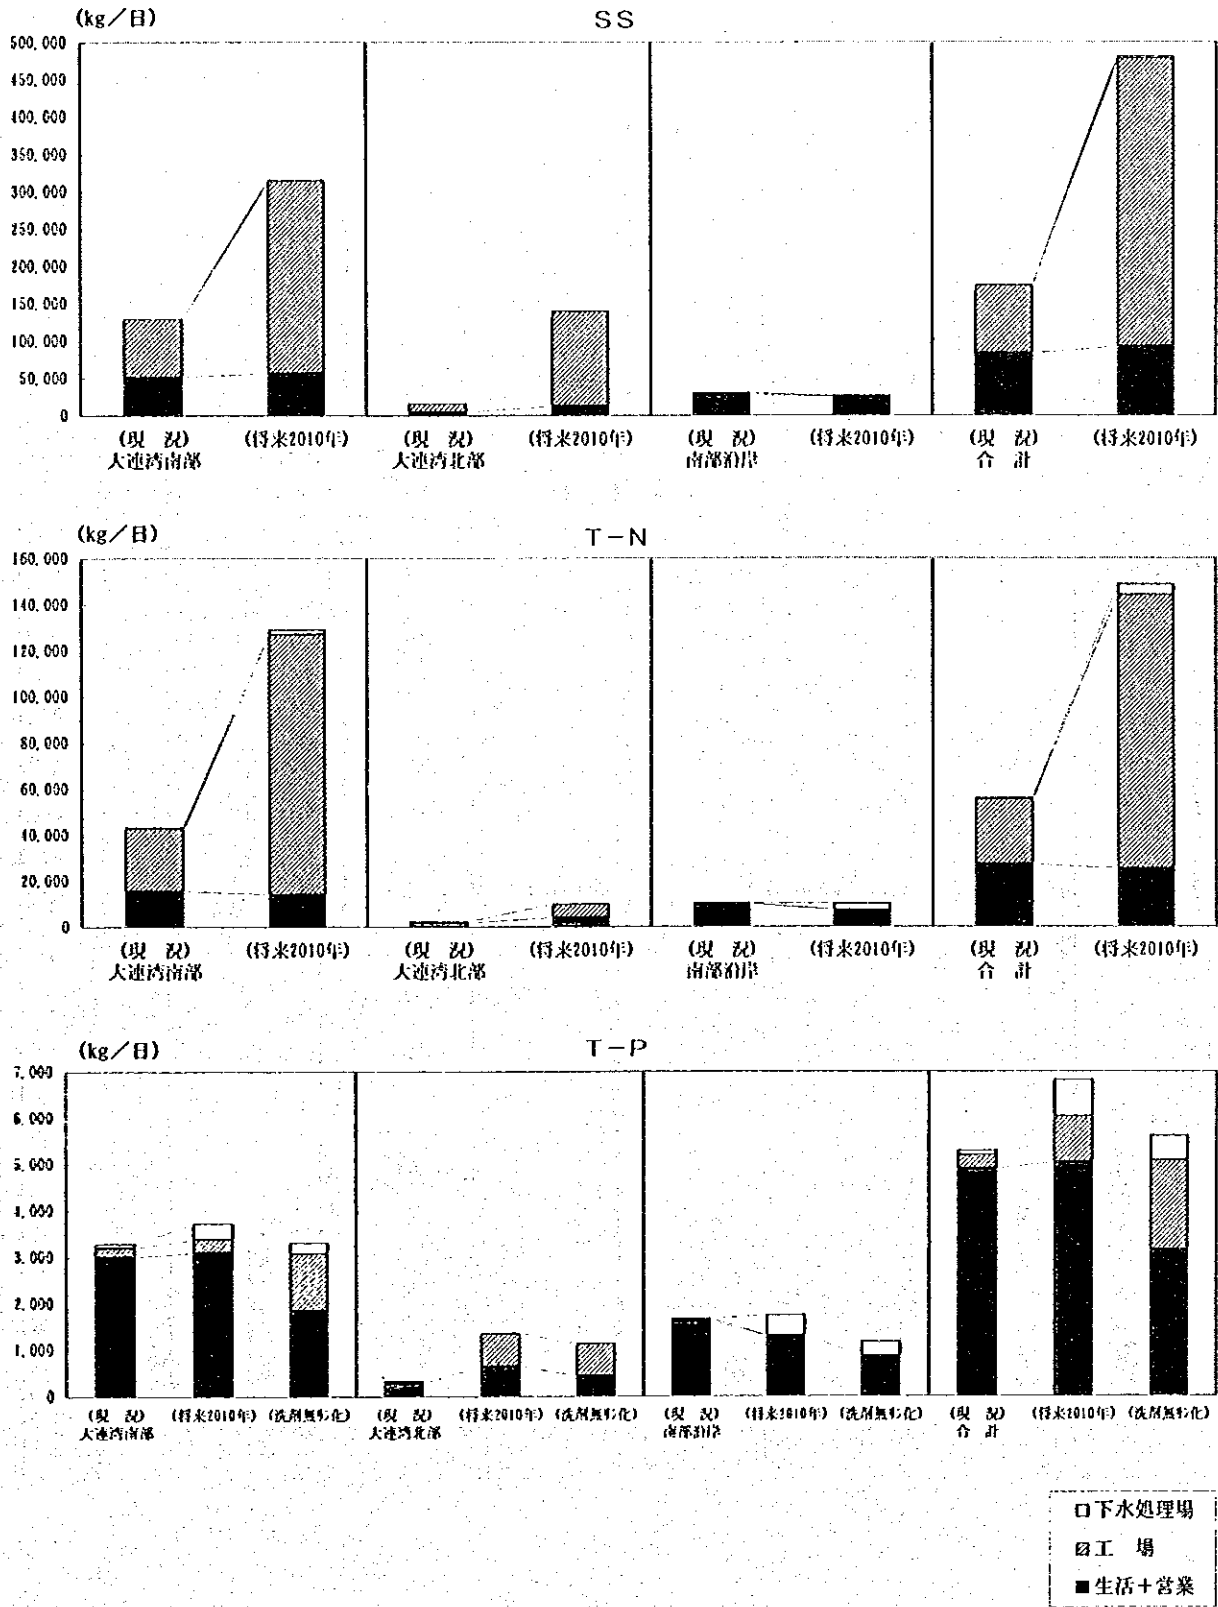 (kg／日)
SS
500,000
450,000
400,000
350,000
300,000
250,000
200,000
150,000
100,000
50,000
0
(現 況) (将来2010年) (現 況) (将来2010年) (現 況) (将来2010年) (現 況) (将来2010年)
大連湾南部 大連湾北部 南部沿岸 合 計
(kg／日)
T-N
160,000
140,000
120,000
100,000
80,000
60,000
40,000
20,000
0
(現 況) (将来2010年) (現 況) (将来2010年) (現 況) (将来2010年) (現 況) (将来2010年)
大連湾南部 大連湾北部 南部沿岸 合 計
(kg／日)
T-P
7,000
6,000
5,000
4,000
3,000
2,000
1,000
0
(現 況) (将来2010年) (洗剤無燐化) (現 況) (将来2010年) (洗剤無燐化) (現 況) (将来2010年) (洗剤無燐化) (現 況) (将来2010年) (洗剤無燐化)
大連湾南部 大連湾北部 南部沿岸 合 計
□下水処理場
▨工 場
■生活＋営業